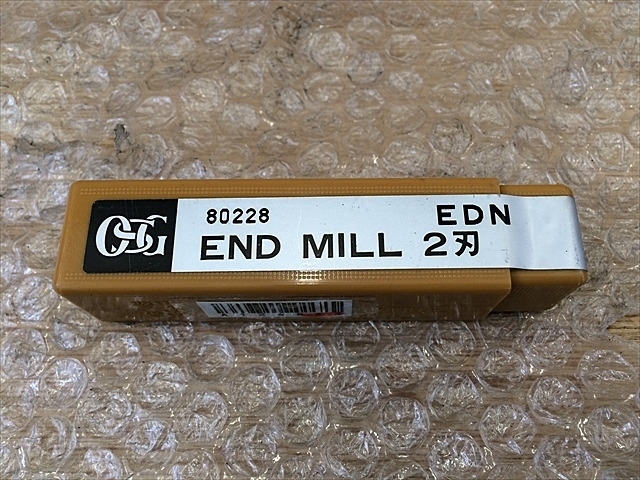 OSG
80228 EDN
END MILL 2刃